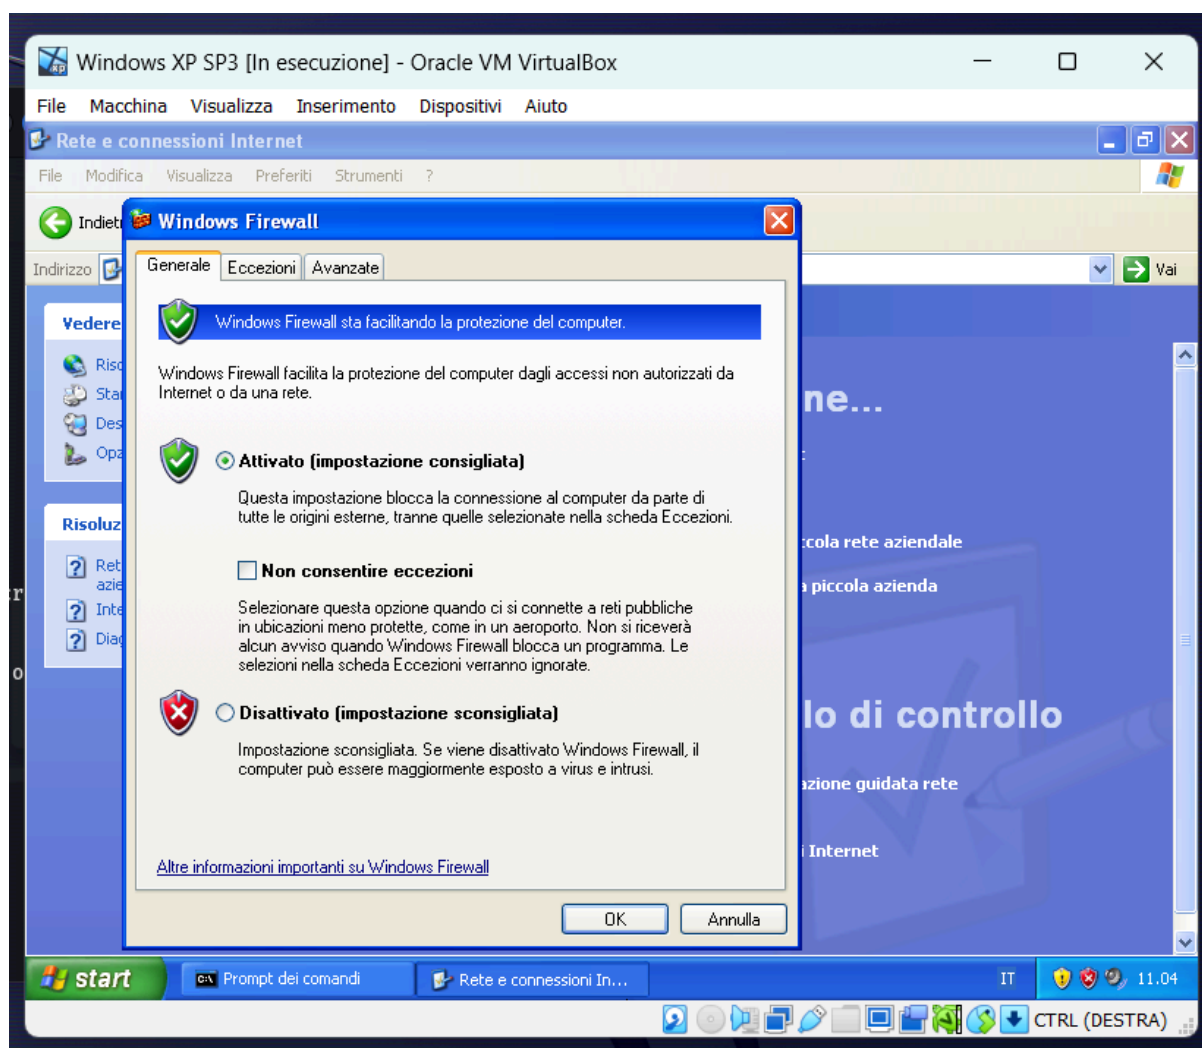 Windows XP SP3 [In esecuzione] - Oracle VM VirtualBox
File Macchina Visualizza Inserimento Dispositivi Aiuto
Rete e connessioni Internet
File Modifica Visualizza Preferiti Strumenti ?
Windows Firewall
Indirizzo
Vai
Generale Eccezioni Avanzate
Vedere
Windows Firewall sta facilitando la protezione del computer.
Windows Firewall facilita la protezione del computer dagli accessi non autorizzati da
Internet o da una rete.
ne...
Attivato (impostazione consigliata)
Questa impostazione blocca la connessione al computer da parte di
tutte le origini esterne, tranne quelle selezionate nella scheda Eccezioni.
rete aziendale
Non consentire eccezioni
piccola azienda
Selezionare questa opzione quando ci si connette a reti pubbliche
in ubicazioni meno protette, come in un aeroporto. Non si riceverà
alcun avviso quando Windows Firewall blocca un programma. Le
selezioni nella scheda Eccezioni verranno ignorate.
Disattivato (impostazione sconsigliata)
lo di controllo
Impostazione sconsigliata. Se viene disattivato Windows Firewall, il
computer può essere maggiormente esposto a virus e intrusi.
azione guidata rete
Internet
Altre informazioni importanti su Windows Firewall
OK Annulla
start
Prompt dei comandi
Rete e connessioni In...
IT
11.04
CTRL (DESTRA)